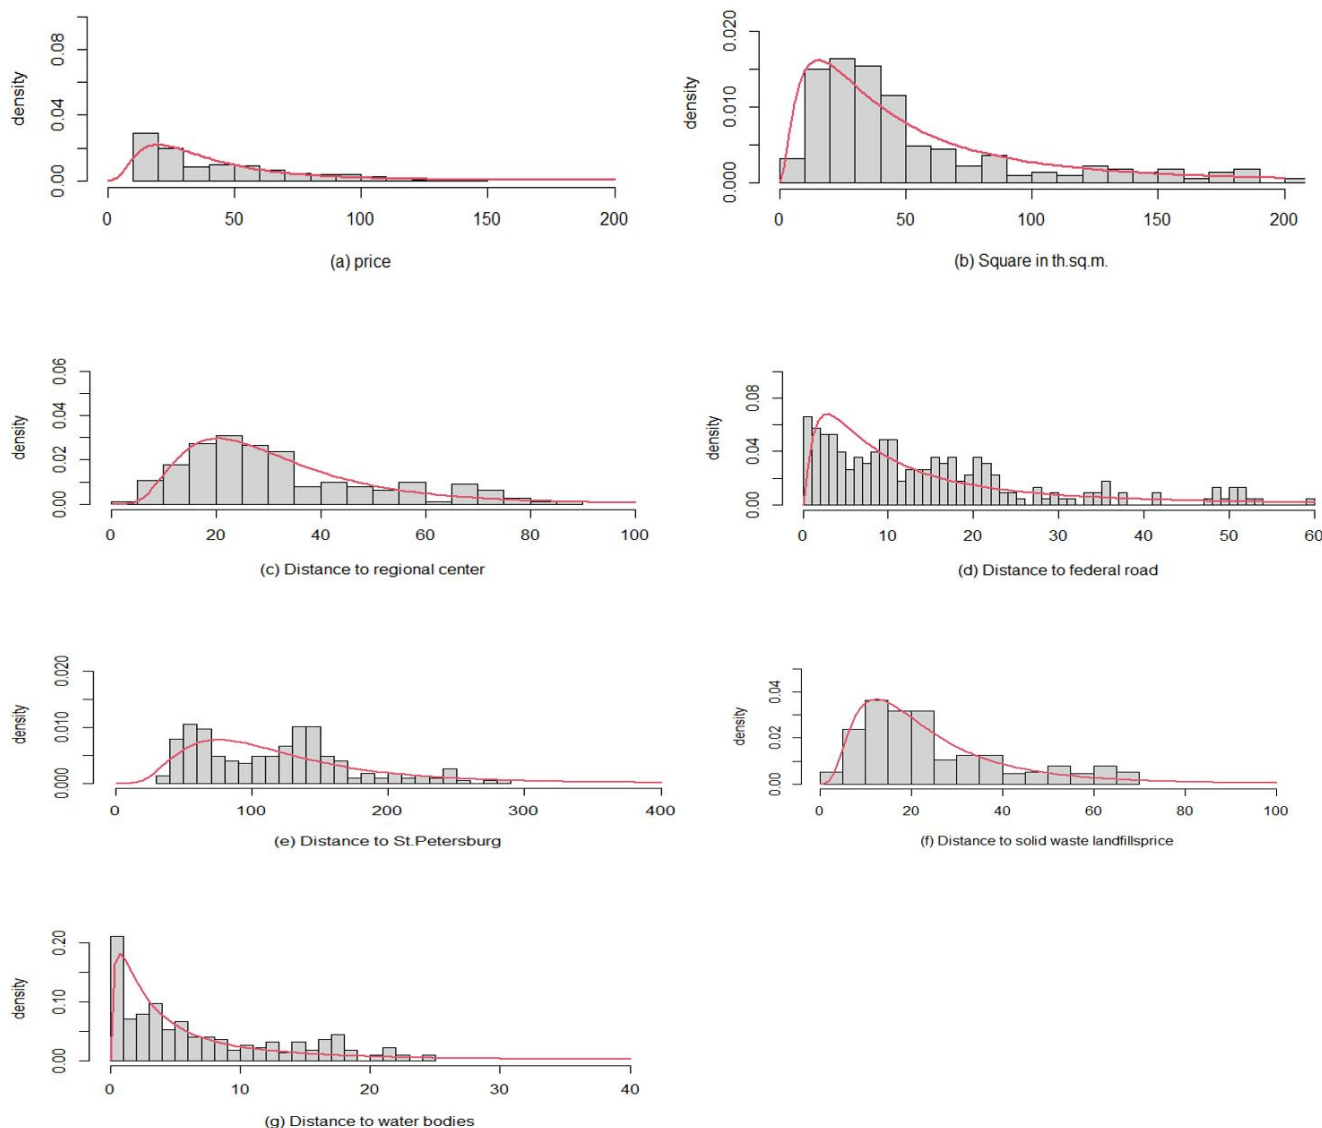 density
0.00 0.04 0.08
0 50 100 150 200
(a) price
density
0.000 0.010 0.020
0 50 100 150 200
(b) Square in th.sq.m.
density
0.00 0.02 0.04 0.06
0 20 40 60 80 100
(c) Distance to regional center
density
0.00 0.04 0.08
0 10 20 30 40 50 60
(d) Distance to federal road
density
0.000 0.010 0.020
0 100 200 300 400
(e) Distance to St.Petersburg
density
0.00 0.02 0.04
0 20 40 60 80 100
(f) Distance to solid waste landfillsprice
density
0.00 0.10 0.20
0 10 20 30 40
(g) Distance to water bodies